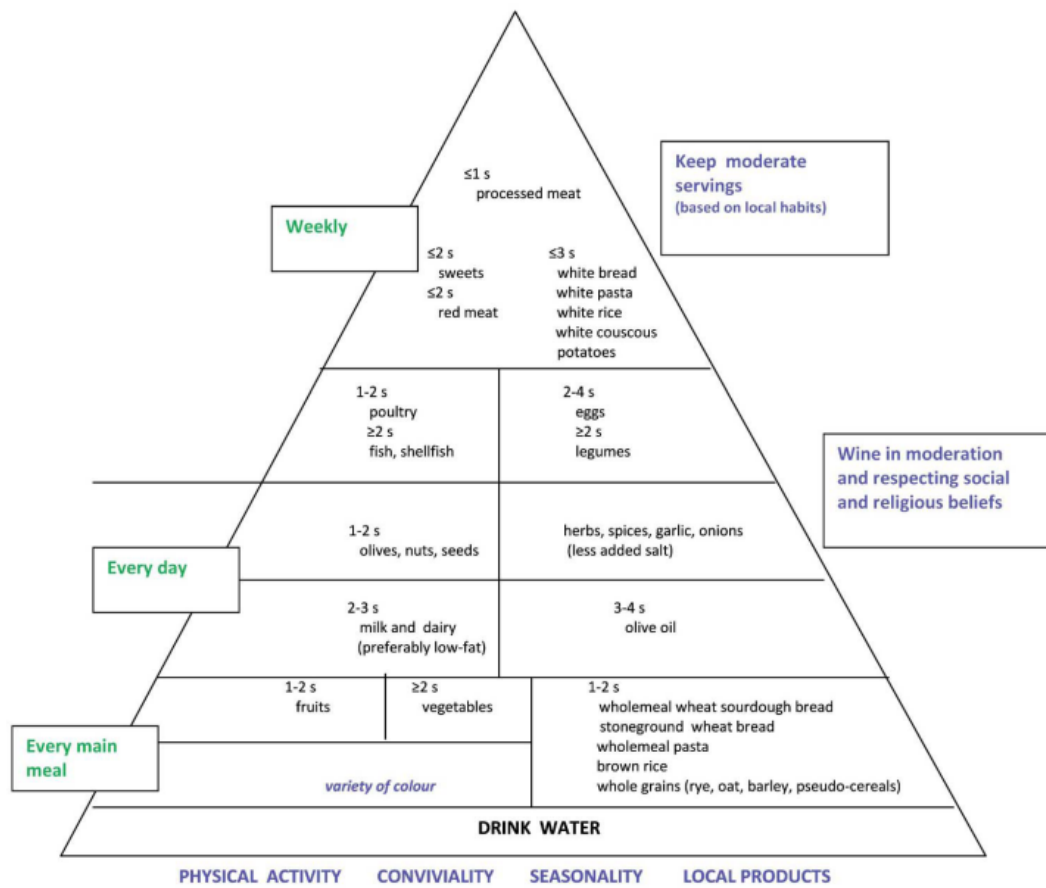 Keep moderate
servings
(based on local habits)
≤1 s
processed meat
Weekly
≤2 s
sweets
≤2 s
red meat
≤3 s
white bread
white pasta
white rice
white couscous
potatoes
1-2 s
poultry
≥2 s
fish, shellfish
2-4 s
eggs
≥2 s
legumes
Wine in moderation
and respecting social
and religious beliefs
Every day
1-2 s
olives, nuts, seeds
herbs, spices, garlic, onions
(less added salt)
2-3 s
milk and dairy
(preferably low-fat)
3-4 s
olive oil
Every main
meal
1-2 s
fruits
≥2 s
vegetables
variety of colour
1-2 s
wholemeal wheat sourdough bread
stoneground wheat bread
wholemeal pasta
brown rice
whole grains (rye, oat, barley, pseudo-cereals)
DRINK WATER
PHYSICAL ACTIVITY CONVIVIALITY SEASONALITY LOCAL PRODUCTS